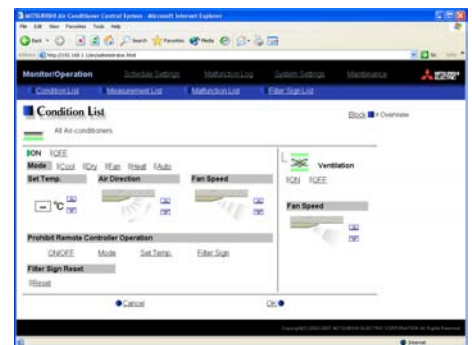 MITSUBISHI Air Conditioner Control System - Microsoft Internet Explorer
File Edit View Favorites Tools Help
Back Search Favorites Media
Monitor/Operation Schedule Settings Malfunction Log System Settings Maintenance
Condition List Measurement List Malfunction List Filter Sign List
Condition List
Block Overview
All Air-conditioners
ON OFF
Mode Cool Dry Fan Heat Auto
Ventilation
ON OFF
Set Temp. Air Direction Fan Speed
-- °C
Fan Speed
Prohibit Remote Controller Operation
ON/OFF Mode Set Temp. Filter Sign
Filter Sign Reset
Reset
Cancel OK
Internet